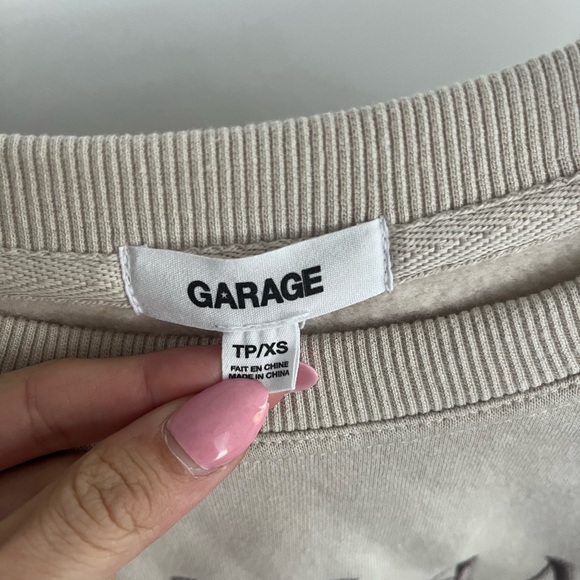 GARAGE
TP/XS
FAIT EN CHINE
MADE IN CHINA